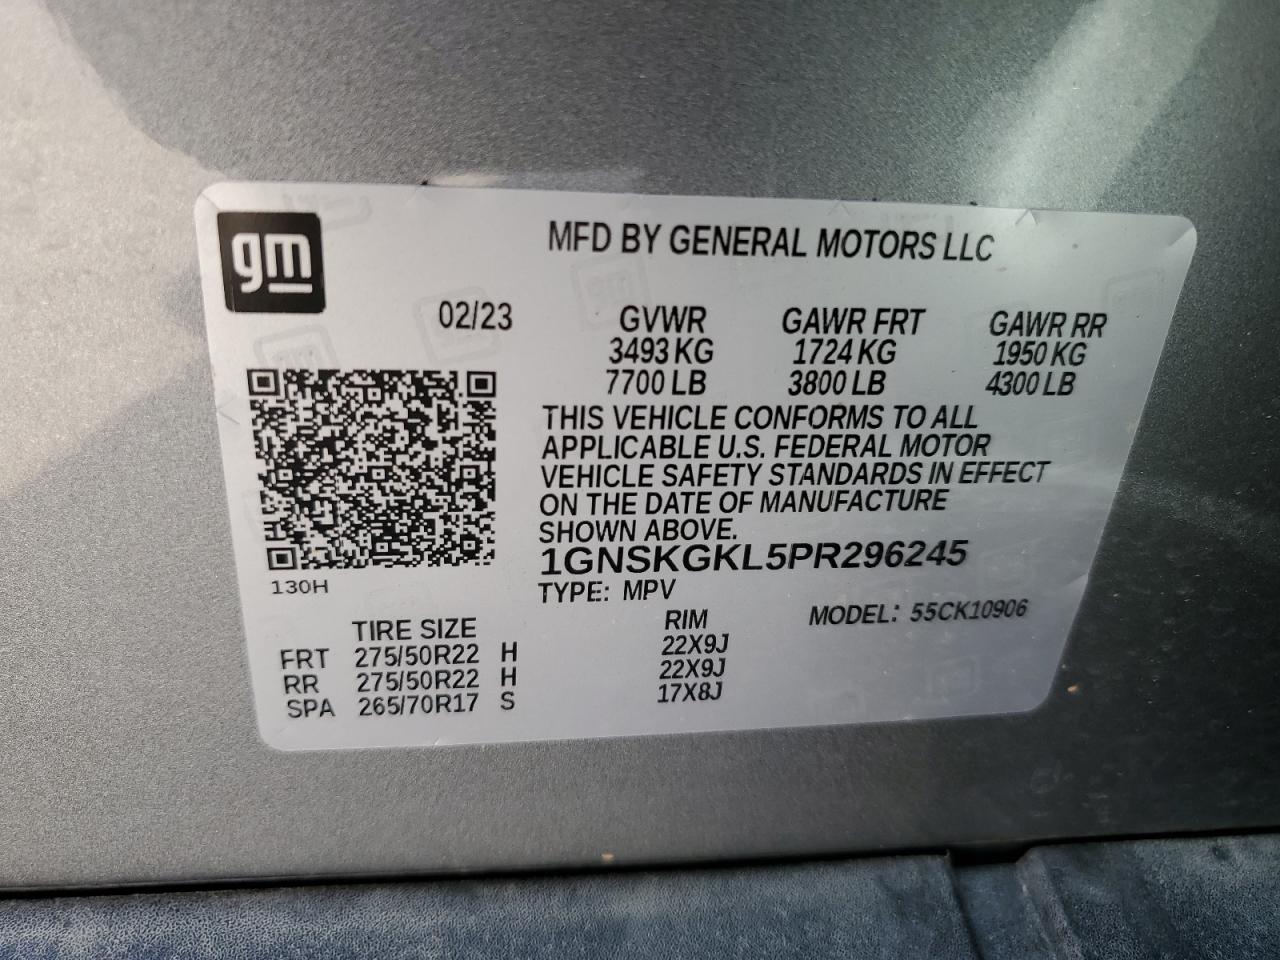 gm
MFD BY GENERAL MOTORS LLC
02/23 GVWR GAWR FRT GAWR RR
3493 KG 1724 KG 1950 KG
7700 LB 3800 LB 4300 LB
THIS VEHICLE CONFORMS TO ALL
APPLICABLE U.S. FEDERAL MOTOR
VEHICLE SAFETY STANDARDS IN EFFECT
ON THE DATE OF MANUFACTURE
SHOWN ABOVE.
1GNSKGKL5PR296245
130H
TYPE: MPV
MODEL: 55CK10906
TIRE SIZE RIM
FRT 275/50R22 H 22X9J
RR 275/50R22 H 22X9J
SPA 265/70R17 S 17X8J